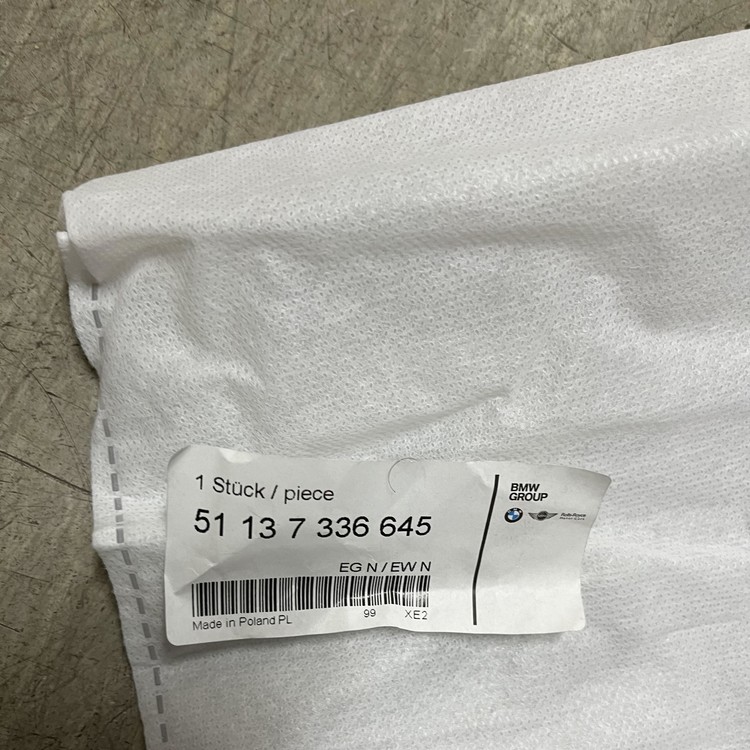 1 Stück / piece
51 13 7 336 645
EG N / EW N
Made in Poland PL
99
XE2
BMW
GROUP